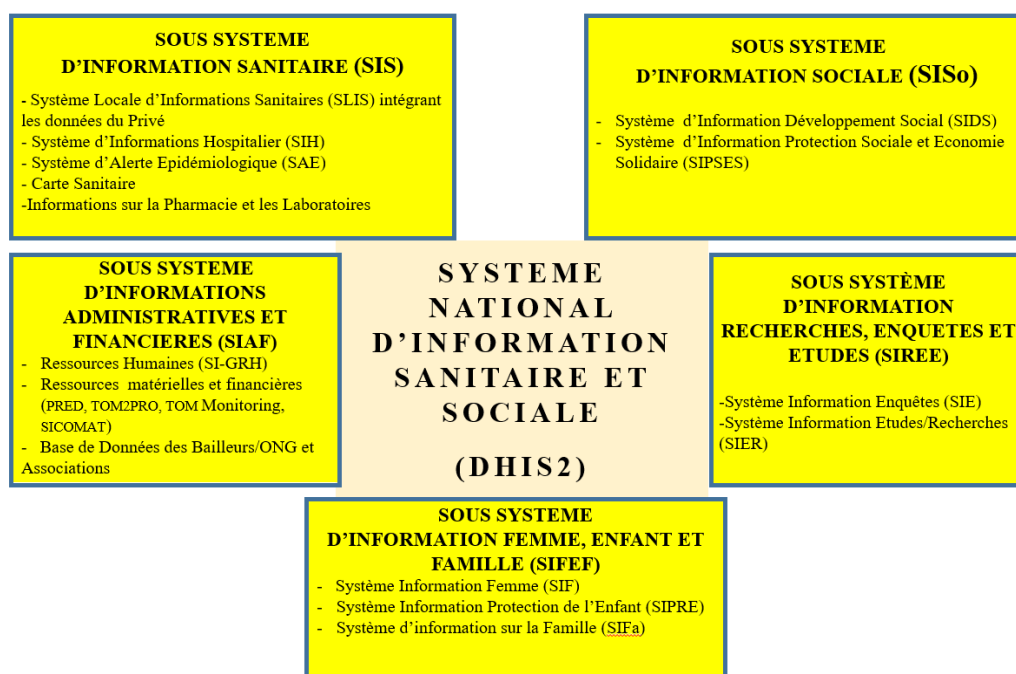 SOUS SYSTEME
D'INFORMATION SANITAIRE (SIS)
- Système Locale d'Informations Sanitaires (SLIS) intégrant
les données du Privé
- Système d'Informations Hospitalier (SIH)
- Système d'Alerte Epidémiologique (SAE)
- Carte Sanitaire
-Informations sur la Pharmacie et les Laboratoires
SOUS SYSTEME
D'INFORMATION SOCIALE (SISo)
- Système d'Information Développement Social (SIDS)
- Système d'Information Protection Sociale et Economie
Solidaire (SIPSES)
SOUS SYSTEME
D'INFORMATIONS
ADMINISTRATIVES ET
FINANCIERES (SIAF)
- Ressources Humaines (SI-GRH)
- Ressources matérielles et financières
(PRED, TOM2PRO, TOM Monitoring,
SICOMAT)
- Base de Données des Bailleurs/ONG et
Associations
SYSTEME
NATIONAL
D'INFORMATION
SANITAIRE ET
SOCIALE
(DHIS2)
SOUS SYSTÈME
D'INFORMATION
RECHERCHES, ENQUETES ET
ETUDES (SIREE)
-Système Information Enquêtes (SIE)
-Système Information Etudes/Recherches
(SIER)
SOUS SYSTEME
D'INFORMATION FEMME, ENFANT ET
FAMILLE (SIFEF)
- Système Information Femme (SIF)
- Système Information Protection de l'Enfant (SIPRE)
- Système d'information sur la Famille (SIFa)